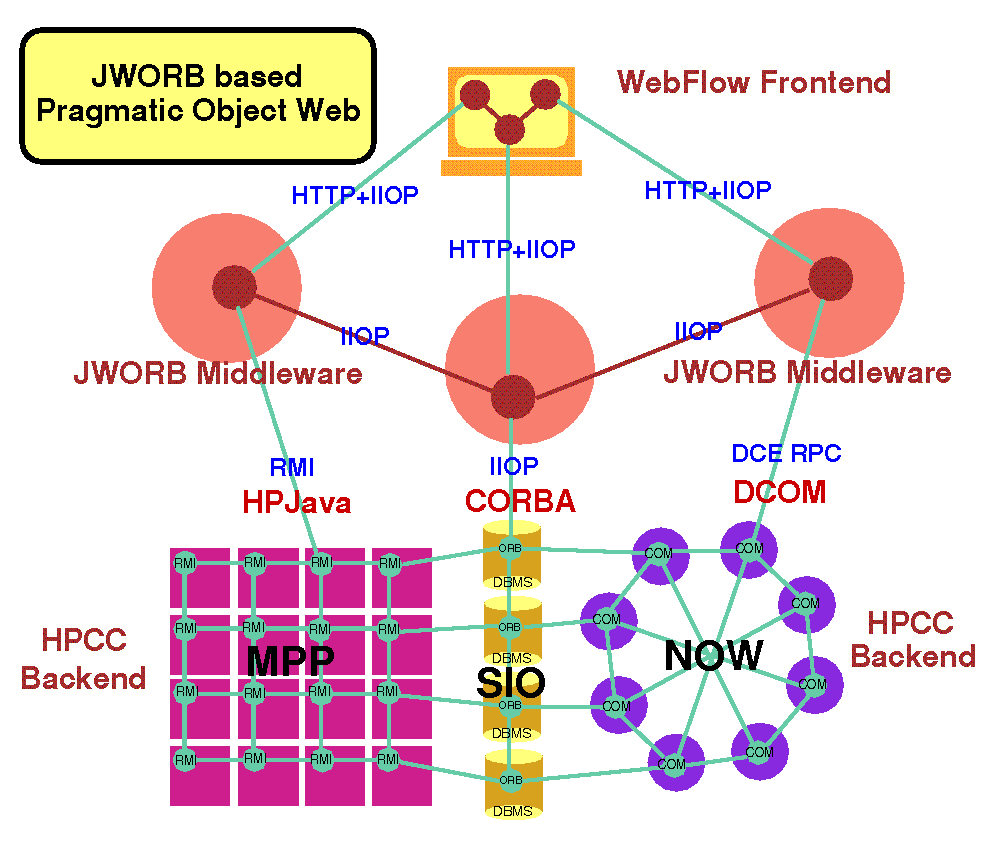 JWORB based
Pragmatic Object Web
WebFlow Frontend
HTTP+IIOP
HTTP+IIOP
HTTP+IIOP
IIOP
IIOP
JWORB Middleware
JWORB Middleware
RMI
IIOP
DCE RPC
HPJava
CORBA
DCOM
RMI RMI RMI RMI
ORB
COM COM
DBMS
COM
RMI RMI RMI RMI
ORB
COM
HPCC
Backend
MPP
DBMS
SIO
NOW
HPCC
Backend
RMI RMI RMI RMI
ORB
COM
COM
DBMS
RMI RMI RMI RMI
ORB
COM
COM
DBMS